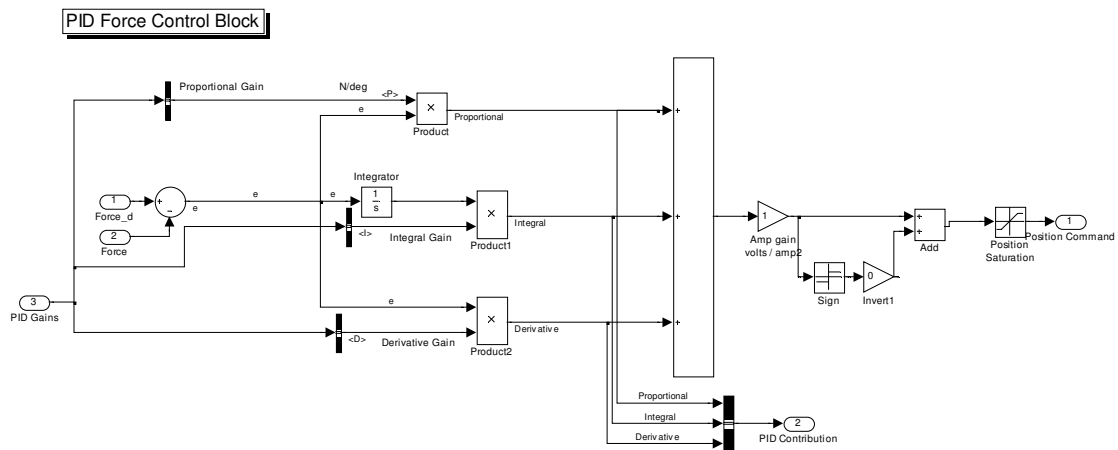 PID Force Control Block
Proportional Gain
N/deg
<P>
e
×
Product
Proportional
Integrator
1
Force_d
+
−
e
e
e
1
s
×
Product1
Integral
2
Force
<I>
Integral Gain
3
PID Gains
e
<D>
Derivative Gain
×
Product2
Derivative
+
+
+
1
Amp gain
volts / amp2
Sign
0
Invert1
+
+
Add
Position
Saturation
1
Position Command
Proportional
Integral
Derivative
2
PID Contribution